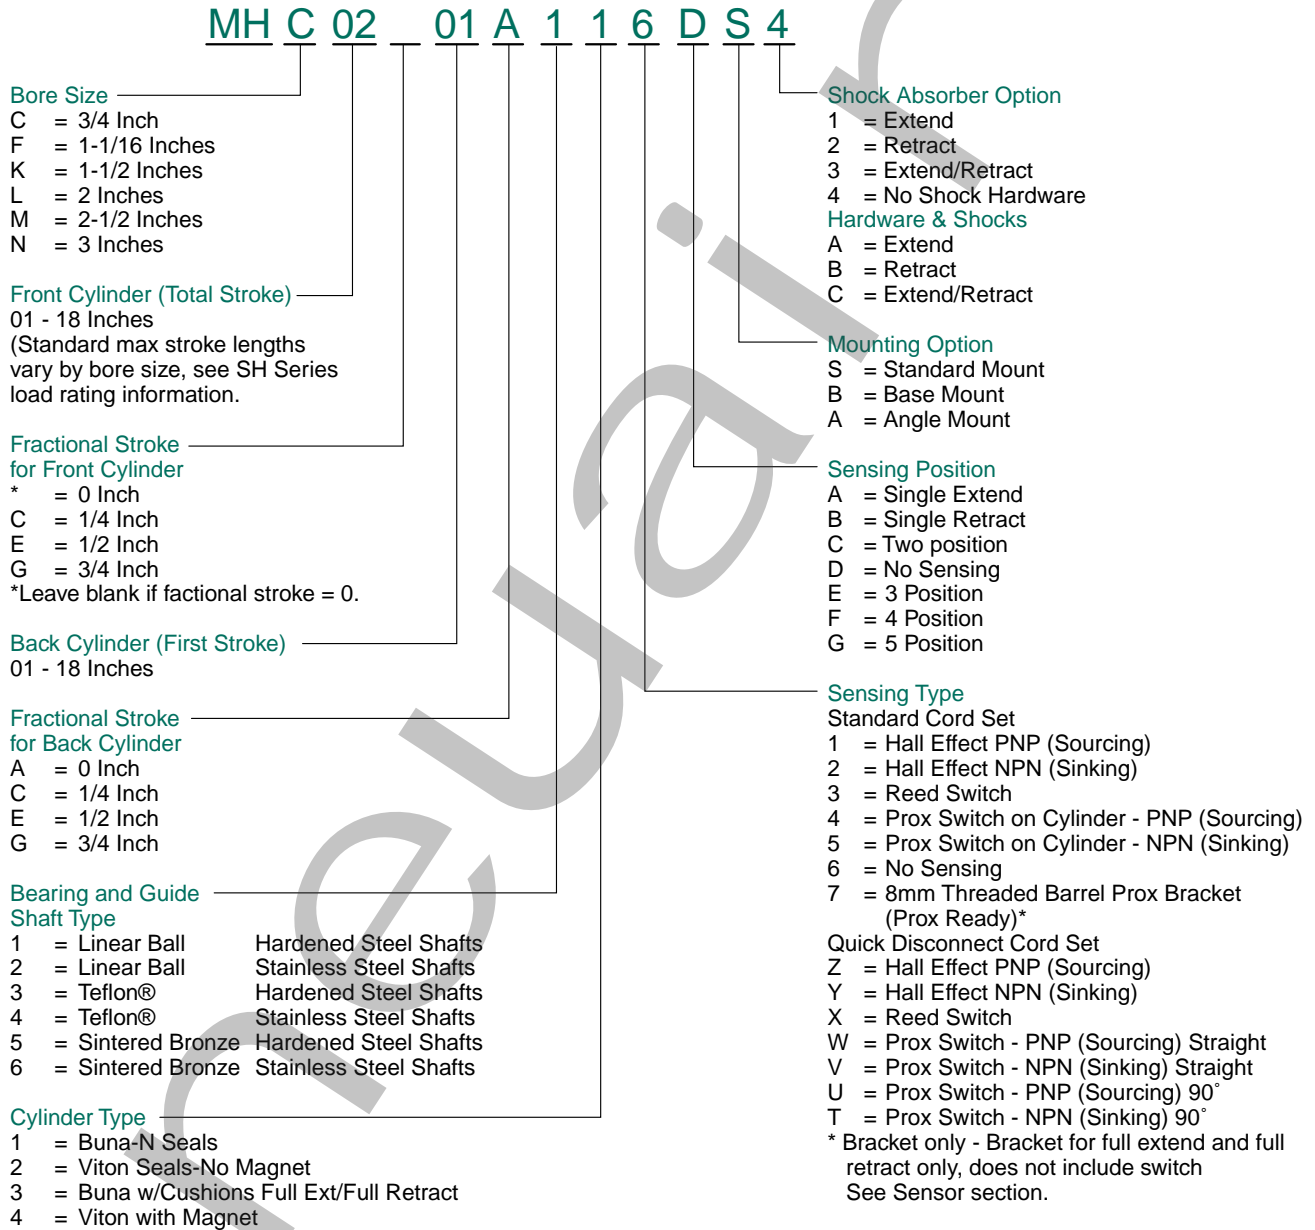 MH C 02 _ 01 A 1 1 6 D S 4
Bore Size
C = 3/4 Inch
F = 1-1/16 Inches
K = 1-1/2 Inches
L = 2 Inches
M = 2-1/2 Inches
N = 3 Inches
Front Cylinder (Total Stroke)
01 - 18 Inches
(Standard max stroke lengths
vary by bore size, see SH Series
load rating information.
Fractional Stroke
for Front Cylinder
* = 0 Inch
C = 1/4 Inch
E = 1/2 Inch
G = 3/4 Inch
*Leave blank if factional stroke = 0.
Back Cylinder (First Stroke)
01 - 18 Inches
Fractional Stroke
for Back Cylinder
A = 0 Inch
C = 1/4 Inch
E = 1/2 Inch
G = 3/4 Inch
Bearing and Guide
Shaft Type
1 = Linear Ball Hardened Steel Shafts
2 = Linear Ball Stainless Steel Shafts
3 = Teflon® Hardened Steel Shafts
4 = Teflon® Stainless Steel Shafts
5 = Sintered Bronze Hardened Steel Shafts
6 = Sintered Bronze Stainless Steel Shafts
Cylinder Type
1 = Buna-N Seals
2 = Viton Seals-No Magnet
3 = Buna w/Cushions Full Ext/Full Retract
4 = Viton with Magnet
Shock Absorber Option
1 = Extend
2 = Retract
3 = Extend/Retract
4 = No Shock Hardware
Hardware & Shocks
A = Extend
B = Retract
C = Extend/Retract
Mounting Option
S = Standard Mount
B = Base Mount
A = Angle Mount
Sensing Position
A = Single Extend
B = Single Retract
C = Two position
D = No Sensing
E = 3 Position
F = 4 Position
G = 5 Position
Sensing Type
Standard Cord Set
1 = Hall Effect PNP (Sourcing)
2 = Hall Effect NPN (Sinking)
3 = Reed Switch
4 = Prox Switch on Cylinder - PNP (Sourcing)
5 = Prox Switch on Cylinder - NPN (Sinking)
6 = No Sensing
7 = 8mm Threaded Barrel Prox Bracket
(Prox Ready)*
Quick Disconnect Cord Set
Z = Hall Effect PNP (Sourcing)
Y = Hall Effect NPN (Sinking)
X = Reed Switch
W = Prox Switch - PNP (Sourcing) Straight
V = Prox Switch - NPN (Sinking) Straight
U = Prox Switch - PNP (Sourcing) 90˚
T = Prox Switch - NPN (Sinking) 90˚
* Bracket only - Bracket for full extend and full
retract only, does not include switch
See Sensor section.
neuair